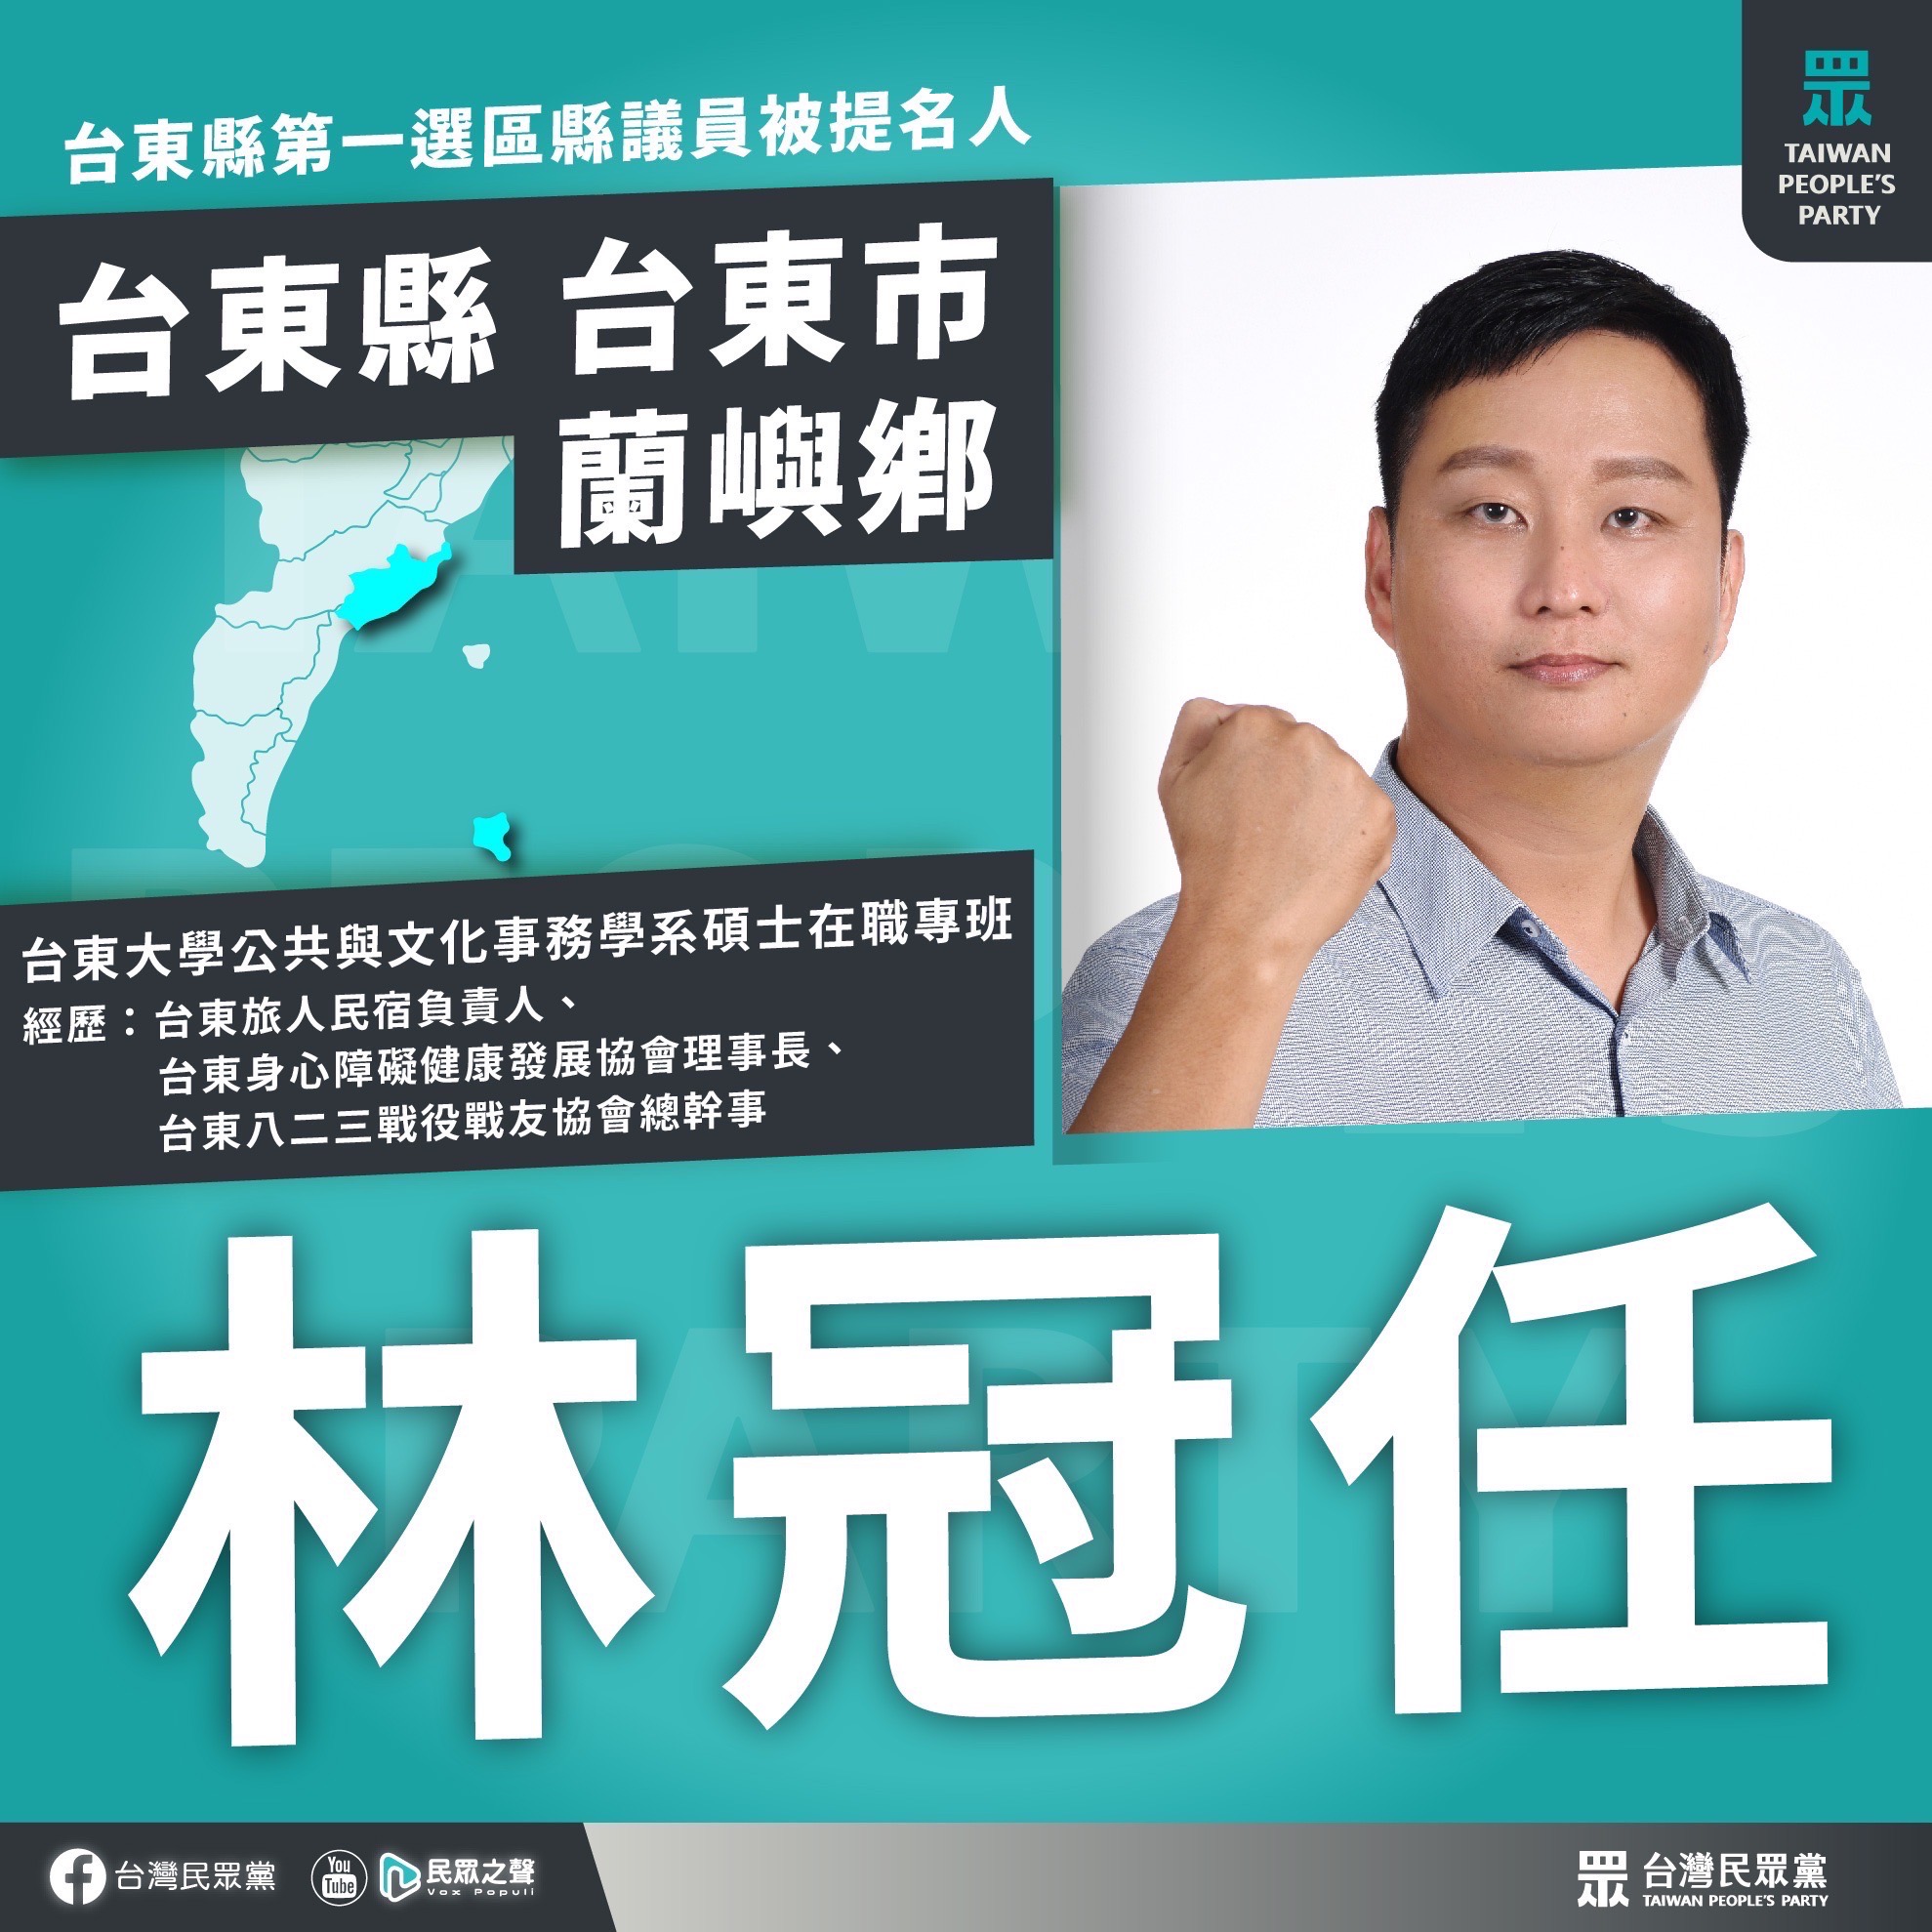 台東縣第一選區縣議員被提名人
眾
TAIWAN
PEOPLE'S
PARTY
台東縣 台東市
蘭嶼鄉
台東大學公共與文化事務學系碩士在職專班
經歷：台東旅人民宿負責人、
台東身心障礙健康發展協會理事長、
台東八二三戰役戰友協會總幹事
林冠任
台灣民眾黨 You Tube 民眾之聲
Vox Populi
眾 台灣民眾黨
TAIWAN PEOPLE'S PARTY